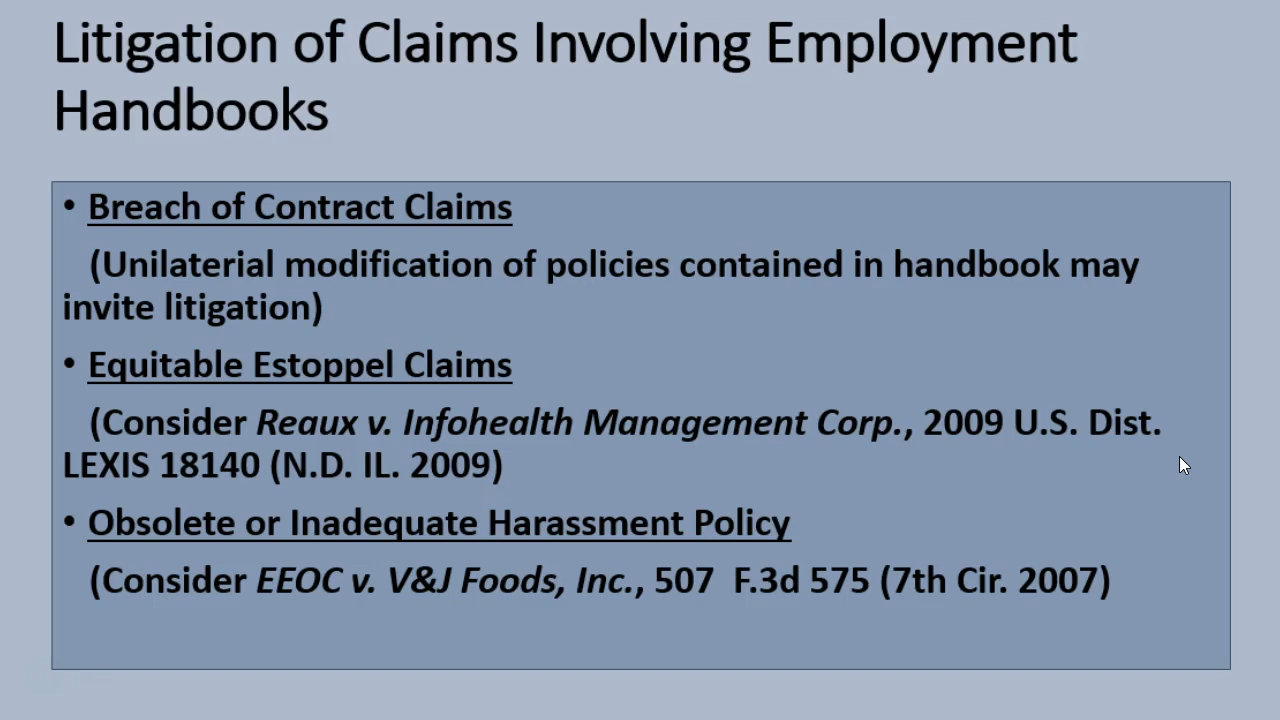 Litigation of Claims Involving Employment
Handbooks
• Breach of Contract Claims
(Unilaterial modification of policies contained in handbook may
invite litigation)
• Equitable Estoppel Claims
(Consider Reaux v. Infohealth Management Corp., 2009 U.S. Dist.
LEXIS 18140 (N.D. IL. 2009)
• Obsolete or Inadequate Harassment Policy
(Consider EEOC v. V&J Foods, Inc., 507  F.3d 575 (7th Cir. 2007)